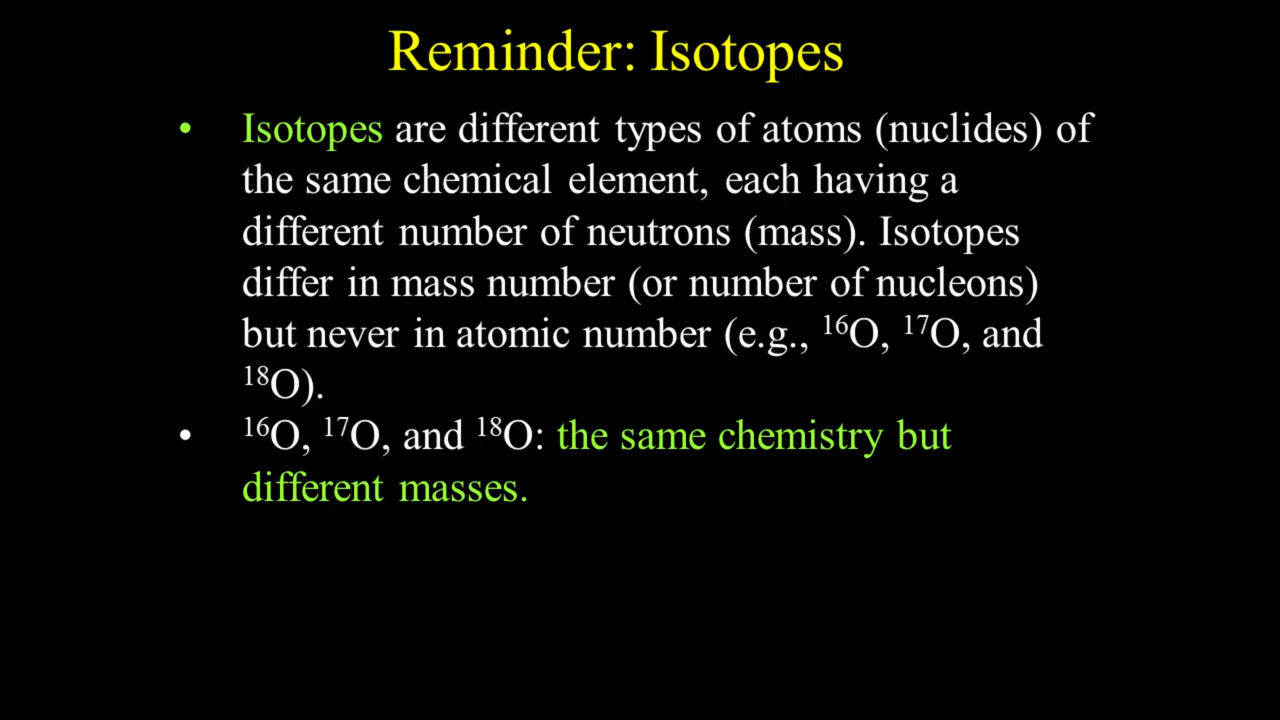 Reminder: Isotopes
• Isotopes are different types of atoms (nuclides) of
the same chemical element, each having a
different number of neutrons (mass). Isotopes
differ in mass number (or number of nucleons)
but never in atomic number (e.g., ¹⁶O, ¹⁷O, and
¹⁸O).
• ¹⁶O, ¹⁷O, and ¹⁸O: the same chemistry but
different masses.